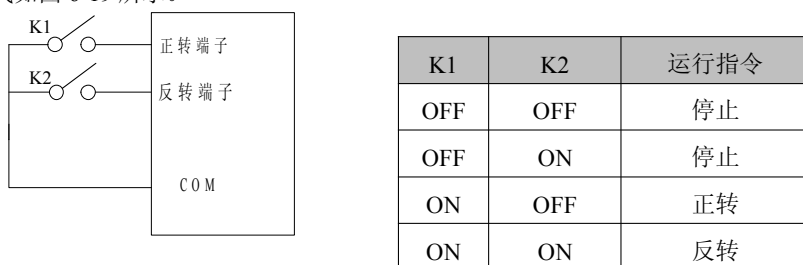 K1
正转端子
K2
反转端子
COM
K1 K2 运行指令
OFF OFF 停止
OFF ON 停止
ON OFF 正转
ON ON 反转